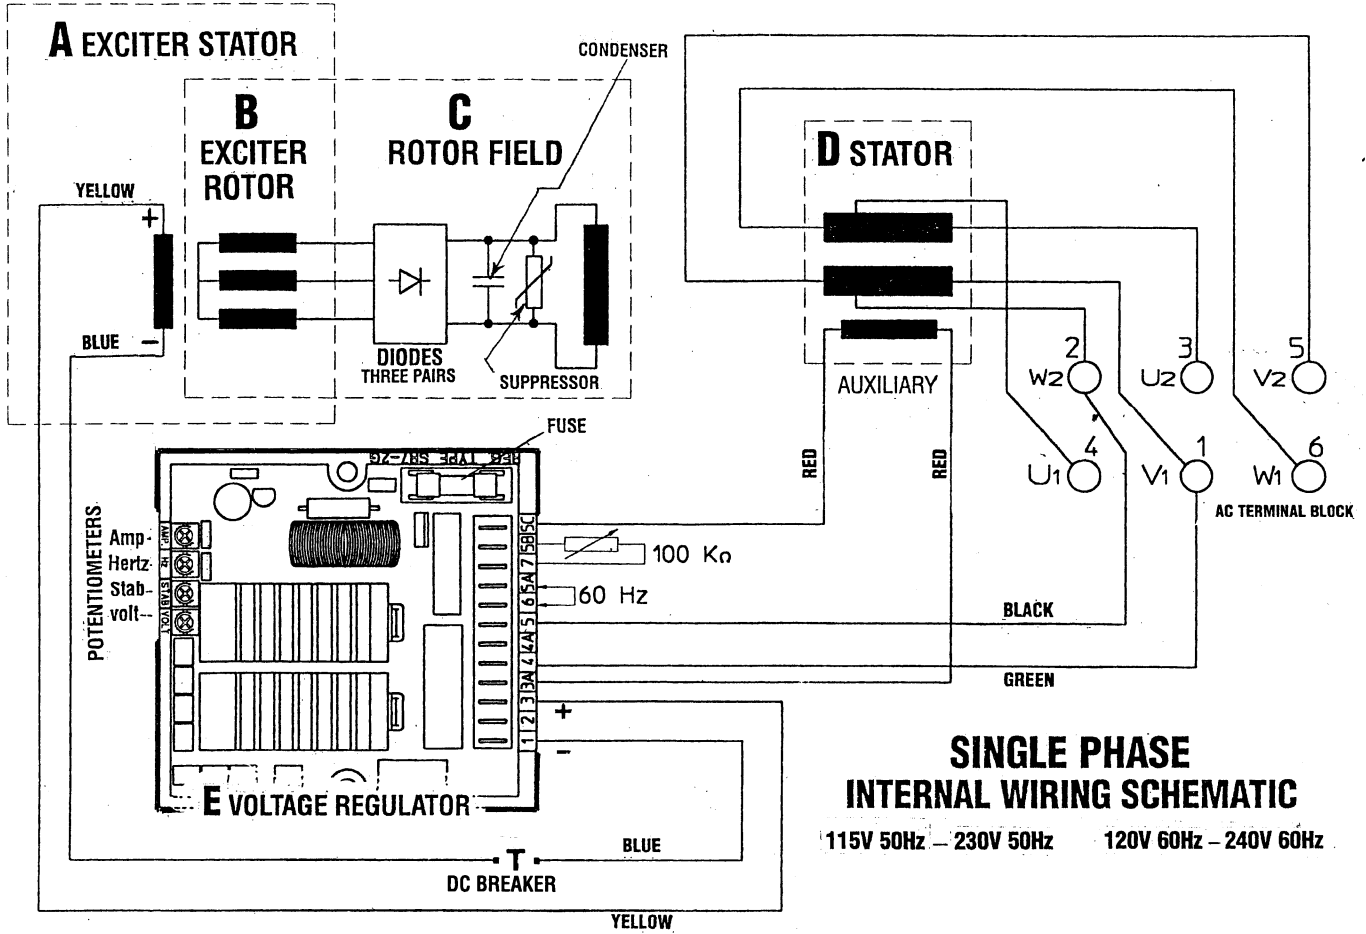 A EXCITER STATOR
CONDENSER
B
EXCITER
ROTOR
C
ROTOR FIELD
D STATOR
YELLOW
+
BLUE
−
DIODES
THREE PAIRS
SUPPRESSOR
AUXILIARY
2
W2
3
U2
5
V2
4
U1
1
V1
6
W1
AC TERMINAL BLOCK
RED
RED
FUSE
REG TYPE SR7-2G
POTENTIOMETERS
Amp-
Hertz
Stab-
volt--
AMP.
Hz
STAB
VOLT
5C
5B
7
5A
6
5
4A
4
3A
3
2
1
100 KΩ
60 Hz
BLACK
GREEN
+
−
E VOLTAGE REGULATOR
SINGLE PHASE
INTERNAL WIRING SCHEMATIC
115V 50Hz – 230V 50Hz 120V 60Hz – 240V 60Hz
BLUE
T
DC BREAKER
YELLOW